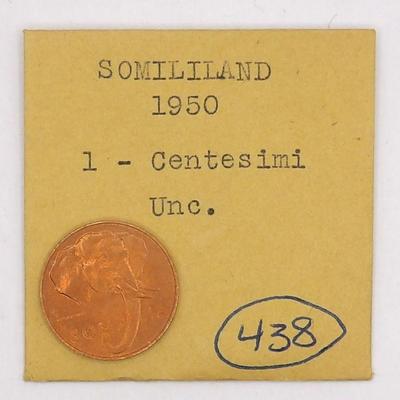 SOMILILAND
1950
1 - Centesimi
Unc.
438